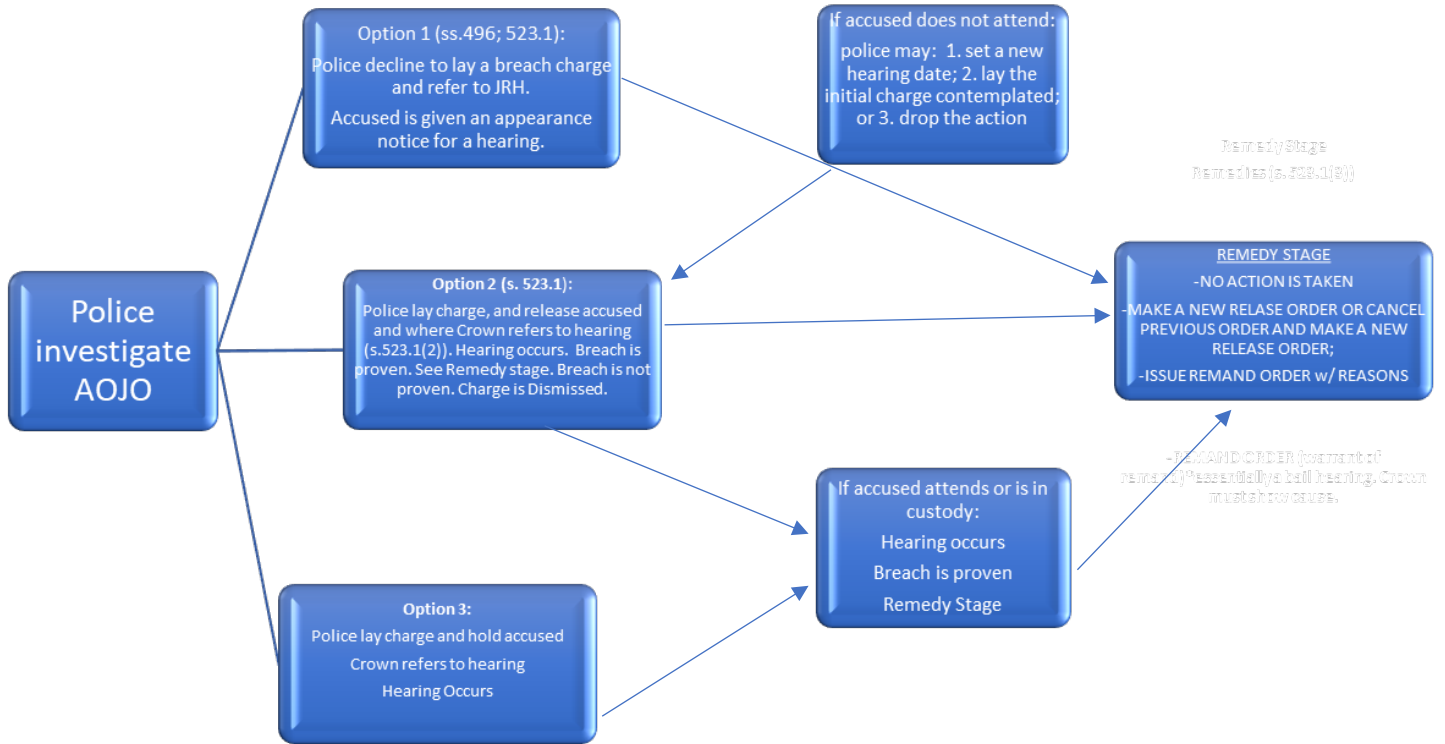 Option 1 (ss.496; 523.1):
Police decline to lay a breach charge
and refer to JRH.
Accused is given an appearance
notice for a hearing.
If accused does not attend:
police may: 1. set a new
hearing date; 2. lay the
initial charge contemplated;
or 3. drop the action
Remedy Stage
Remedies (s. 523.1(3))
Police
investigate
AOJO
Option 2 (s. 523.1):
Police lay charge, and release accused
and where Crown refers to hearing
(s.523.1(2)). Hearing occurs. Breach is
proven. See Remedy stage. Breach is not
proven. Charge is Dismissed.
REMEDY STAGE
-NO ACTION IS TAKEN
-MAKE A NEW RELASE ORDER OR CANCEL
PREVIOUS ORDER AND MAKE A NEW
RELEASE ORDER;
-ISSUE REMAND ORDER w/ REASONS
-REMAND ORDER (warrant of
remand) *essentially a bail hearing. Crown
must show cause.
If accused attends or is in
custody:
Hearing occurs
Breach is proven
Remedy Stage
Option 3:
Police lay charge and hold accused
Crown refers to hearing
Hearing Occurs